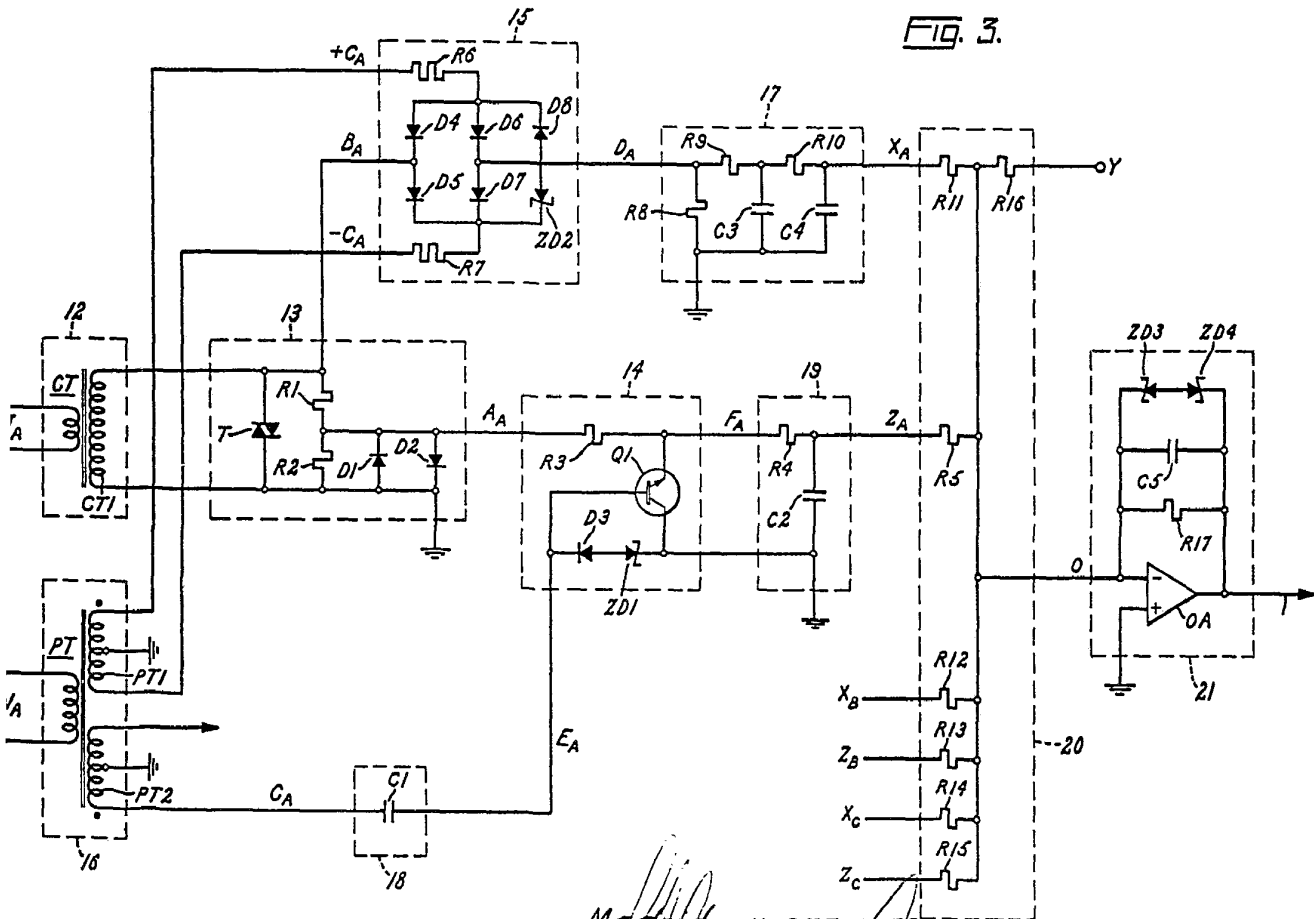 Fig. 3.
15
+CA
R6
D4
D6
D8
BA
D5
D7
ZD2
-CA
R7
DA
17
R9
R10
R8
C3
C4
XA
R11
R16
Y
12
CT
A
CT1
13
T
R1
R2
D1
D2
AA
14
R3
Q1
D3
ZD1
FA
19
R4
C2
ZA
R5
ZD3
ZD4
C5
R17
O
-
+
OA
21
PT
PT1
A
PT2
16
CA
C1
18
EA
XB
R12
ZB
R13
XC
R14
ZC
R15
20